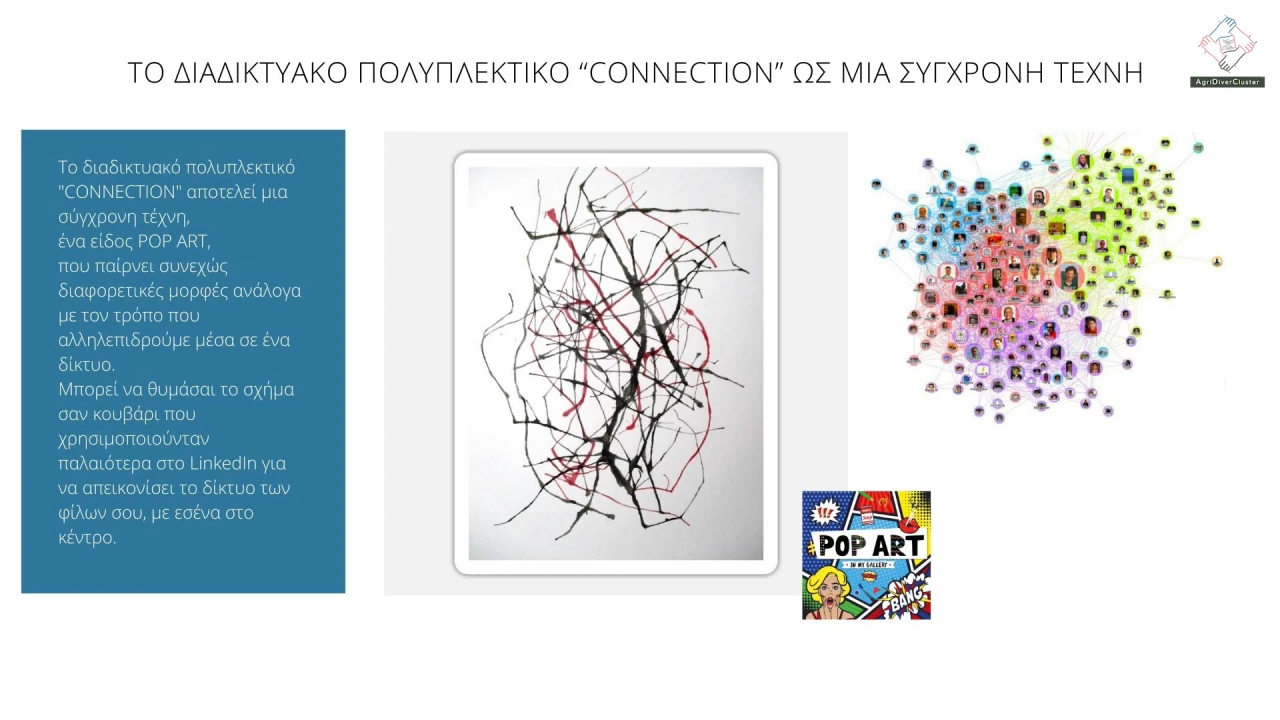 ΤΟ ΔΙΑΔΙΚΤΥΑΚΟ ΠΟΛΥΠΛΕΚΤΙΚΟ “CONNECTION” ΩΣ ΜΙΑ ΣΥΓΧΡΟΝΗ ΤΕΧΝΗ
AgriDiverCluster
Το διαδικτυακό πολυπλεκτικό
"CONNECTION" αποτελεί μια
σύγχρονη τέχνη,
ένα είδος POP ART,
που παίρνει συνεχώς
διαφορετικές μορφές ανάλογα
με τον τρόπο που
αλληλεπιδρούμε μέσα σε ένα
δίκτυο.
Μπορεί να θυμάσαι το σχήμα
σαν κουβάρι που
χρησιμοποιούνταν
παλαιότερα στο LinkedIn για
να απεικονίσει το δίκτυο των
φίλων σου, με εσένα στο
κέντρο.
!!!
#POP ART
- IN MY GALLERY -
BANG